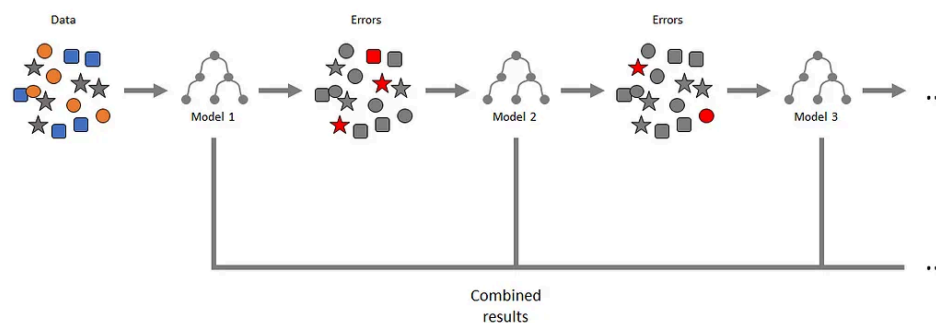 Data
Errors
Errors
Model 1
Model 2
Model 3
...
...
Combined
results